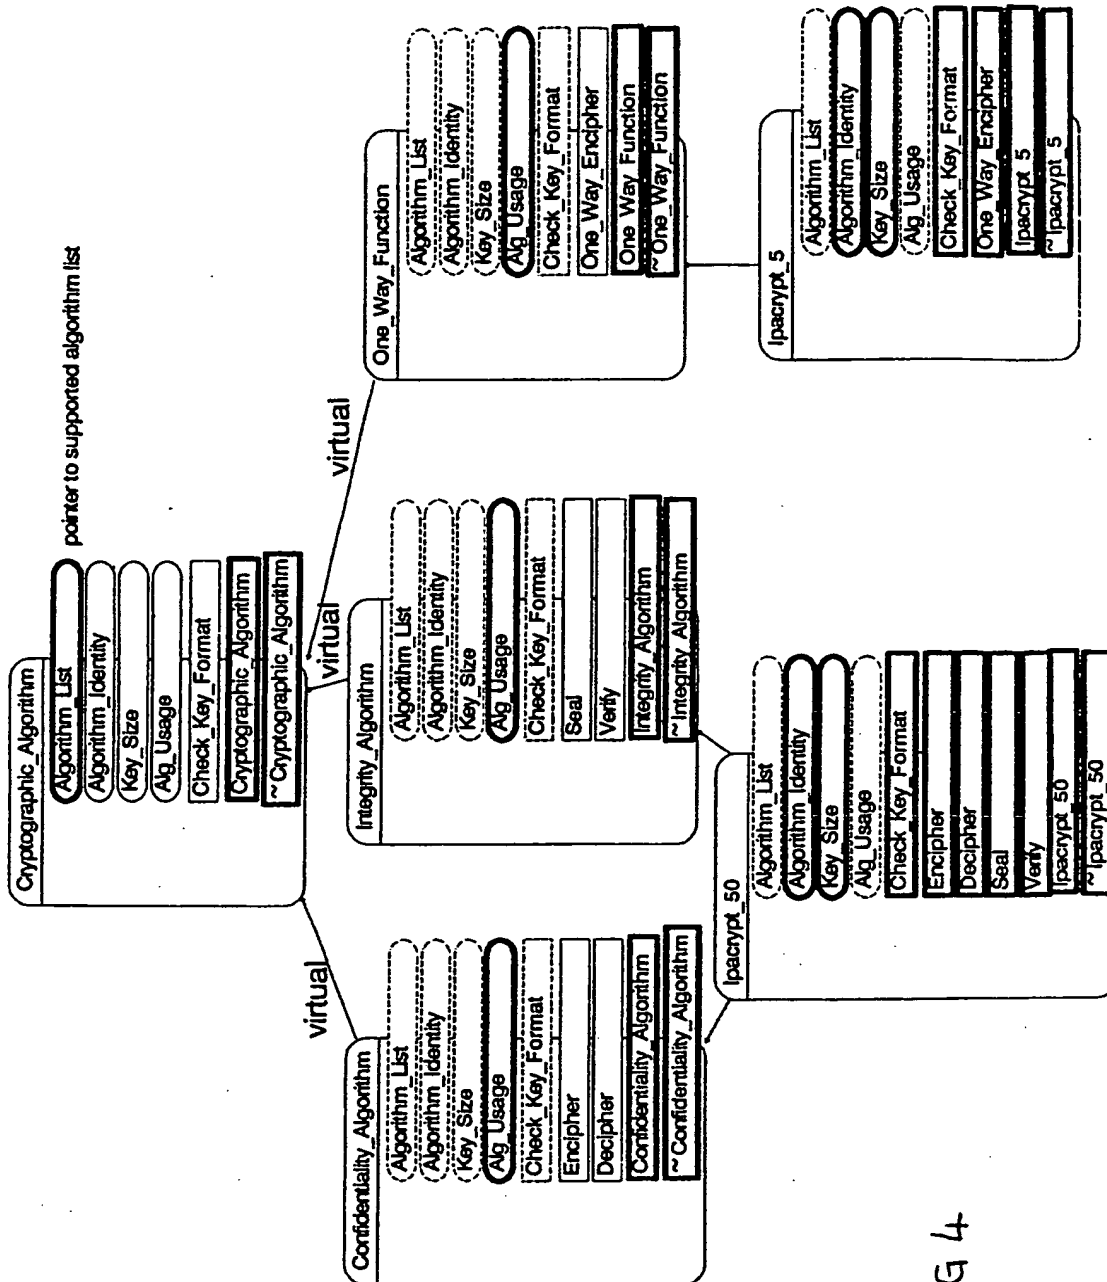 Cryptographic_Algorithm
Algorithm_List
pointer to supported algorithm list
Algorithm_Identity
Key_Size
Alg_Usage
Check_Key_Format
Cryptographic_Algorithm
~Cryptographic_Algorithm
virtual
virtual
virtual
Confidentiality_Algorithm
Algorithm_List
Algorithm_Identity
Key_Size
Alg_Usage
Check_Key_Format
Encipher
Decipher
Confidentiality_Algorithm
~Confidentiality_Algorithm
Integrity_Algorithm
Algorithm_List
Algorithm_Identity
Key_Size
Alg_Usage
Check_Key_Format
Seal
Verify
Integrity_Algorithm
~Integrity_Algorithm
One_Way_Function
Algorithm_List
Algorithm_Identity
Key_Size
Alg_Usage
Check_Key_Format
One_Way_Encipher
One_Way_Function
~One_Way_Function
Ipacrypt_50
Algorithm_List
Algorithm_Identity
Key_Size
Alg_Usage
Check_Key_Format
Encipher
Decipher
Seal
Verify
Ipacrypt_50
~Ipacrypt_50
Ipacrypt_5
Algorithm_List
Algorithm_Identity
Key_Size
Alg_Usage
Check_Key_Format
One_Way_Encipher
Ipacrypt_5
~Ipacrypt_5
G 4